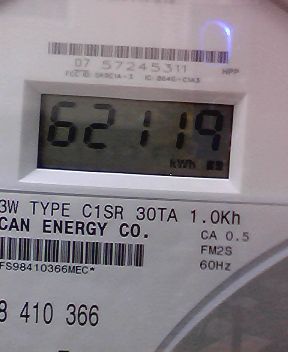 07 57245311
HPP
62119
kWh
3W TYPE C1SR 30TA 1.0Kh
CAN ENERGY CO.
CA 0.5
FM2S
60Hz
FS98410366MEC*
8 410 366